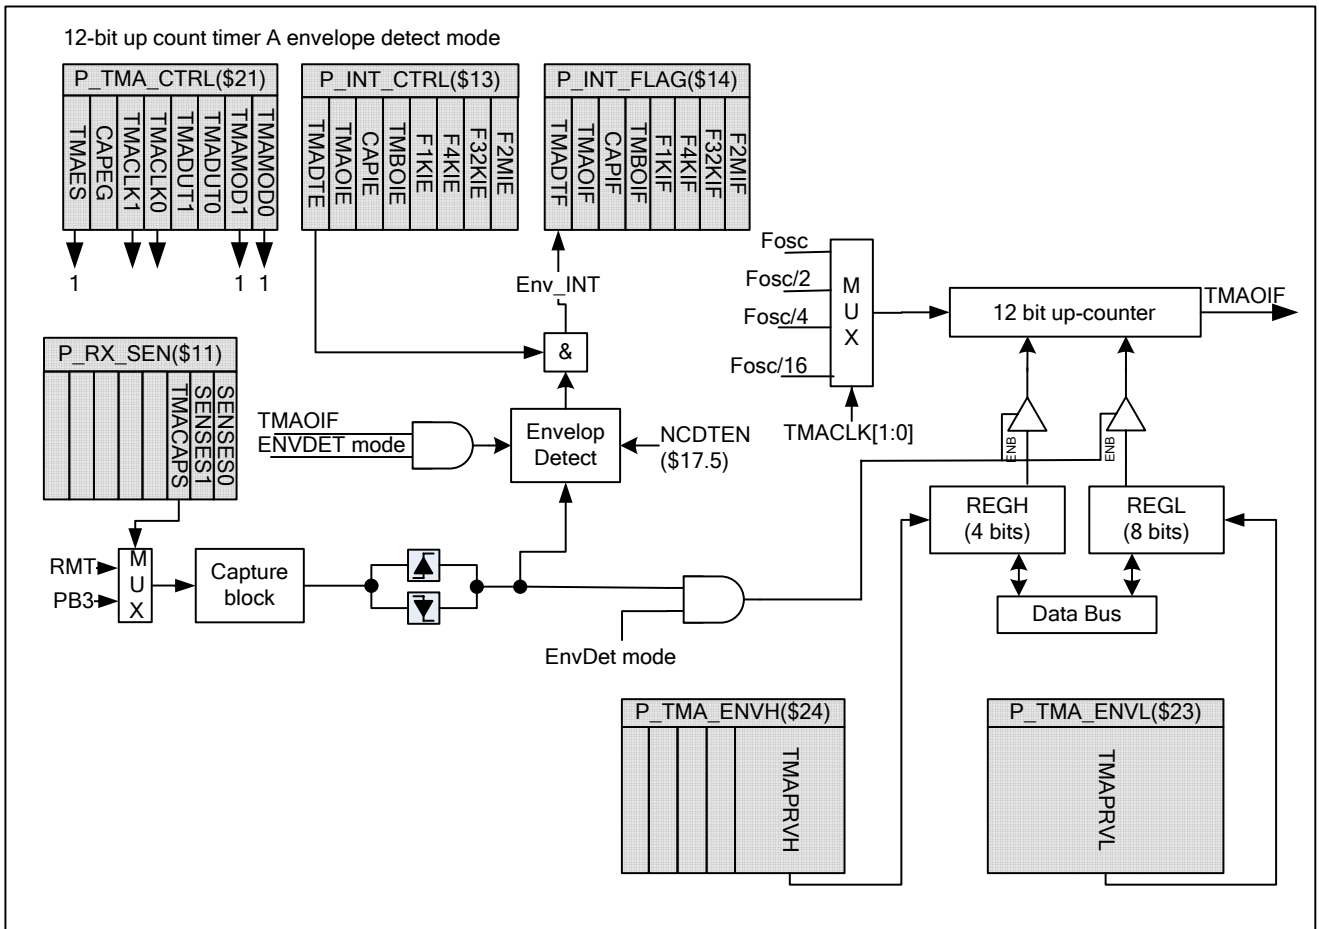 12-bit up count timer A envelope detect mode
P_TMA_CTRL($21)
TMAES
CAPEG
TMACLK1
TMACLK0
TMADUT1
TMADUT0
TMAMOD1
TMAMOD0
1
1
1
P_INT_CTRL($13)
TMADTE
TMAOIE
CAPIE
TMBOIE
F1KIE
F4KIE
F32KIE
F2MIE
P_INT_FLAG($14)
TMADTF
TMAOIF
CAPIF
TMBOIF
F1KIF
F4KIF
F32KIF
F2MIF
Env_INT
&
Fosc
Fosc/2
Fosc/4
Fosc/16
MUX
TMACLK[1:0]
12 bit up-counter
TMAOIF
P_RX_SEN($11)
TMACAPS
SENSES1
SENSES0
TMAOIF
ENVDET mode
Envelop
Detect
NCDTEN
($17.5)
ENB
ENB
REGH
(4 bits)
REGL
(8 bits)
Data Bus
RMT
PB3
MUX
Capture
block
EnvDet mode
P_TMA_ENVH($24)
TMAPRVH
P_TMA_ENVL($23)
TMAPRVL